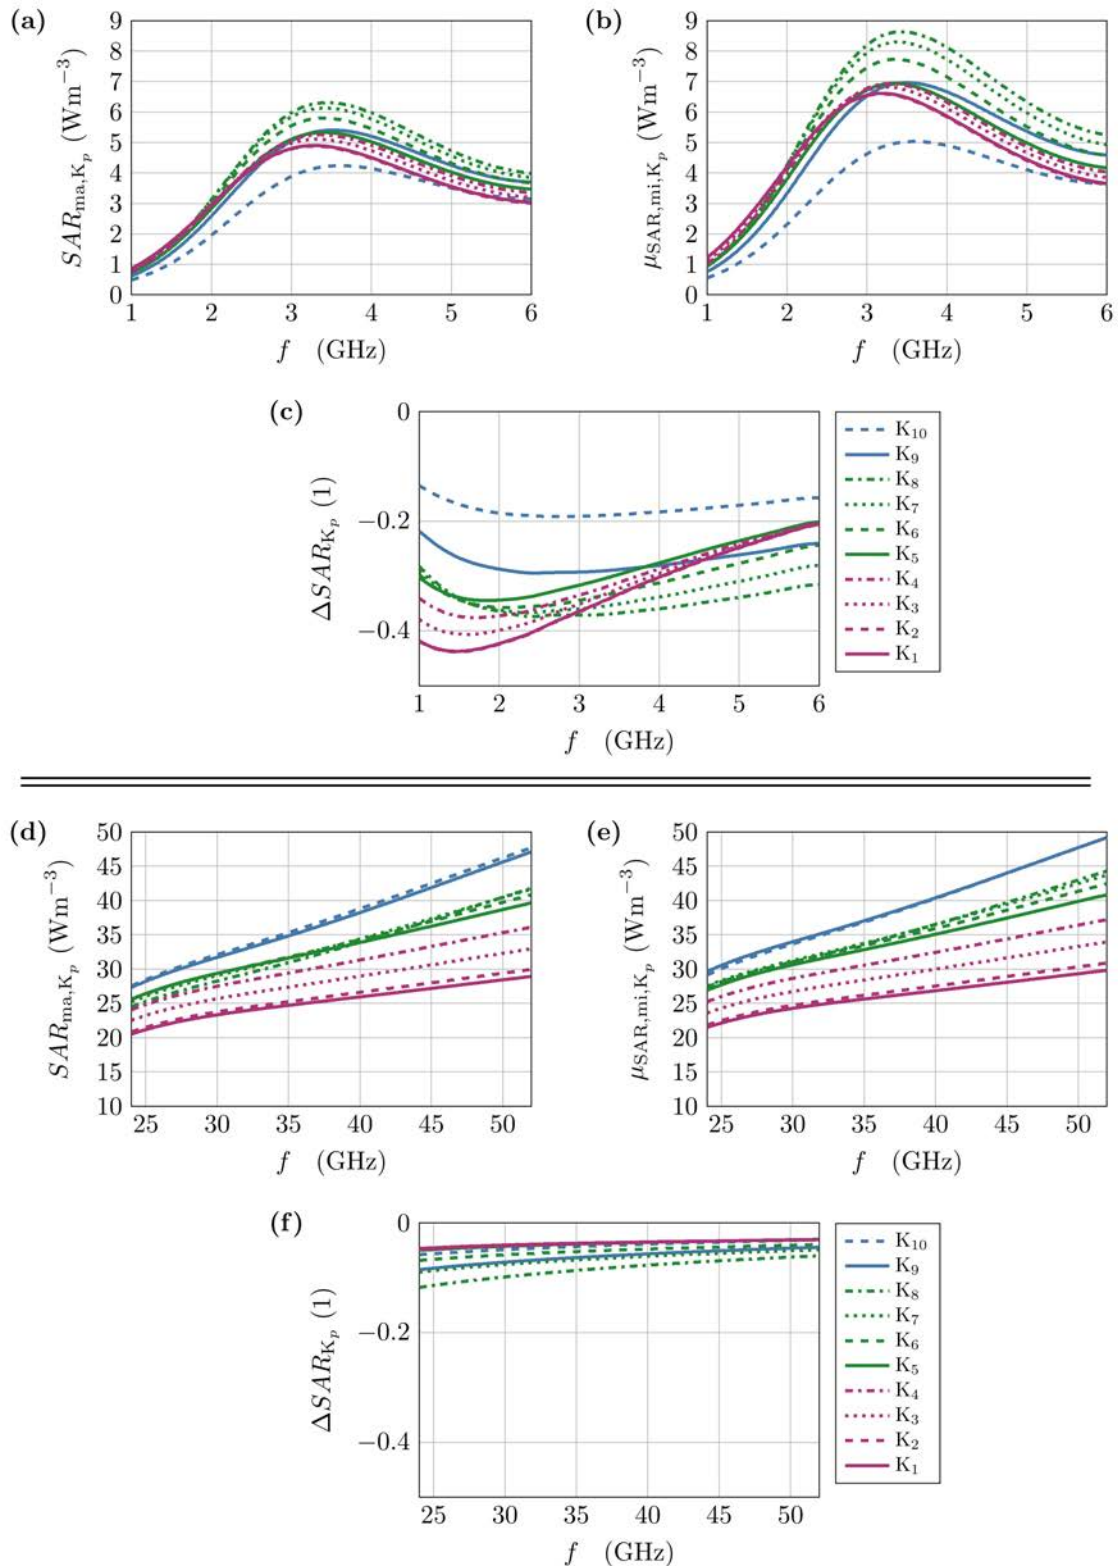 (a)
SAR_ma,K_p (Wm⁻³)
9
8
7
6
5
4
3
2
1
0
1 2 3 4 5 6
f (GHz)
(b)
μ_SAR,mi,K_p (Wm⁻³)
9
8
7
6
5
4
3
2
1
0
1 2 3 4 5 6
f (GHz)
(c)
ΔSAR_K_p (1)
0
−0.2
−0.4
1 2 3 4 5 6
f (GHz)
K₁₀
K₉
K₈
K₇
K₆
K₅
K₄
K₃
K₂
K₁
(d)
SAR_ma,K_p (Wm⁻³)
50
45
40
35
30
25
20
15
10
25 30 35 40 45 50
f (GHz)
(e)
μ_SAR,mi,K_p (Wm⁻³)
50
45
40
35
30
25
20
15
10
25 30 35 40 45 50
f (GHz)
(f)
ΔSAR_K_p (1)
0
−0.2
−0.4
25 30 35 40 45 50
f (GHz)
K₁₀
K₉
K₈
K₇
K₆
K₅
K₄
K₃
K₂
K₁